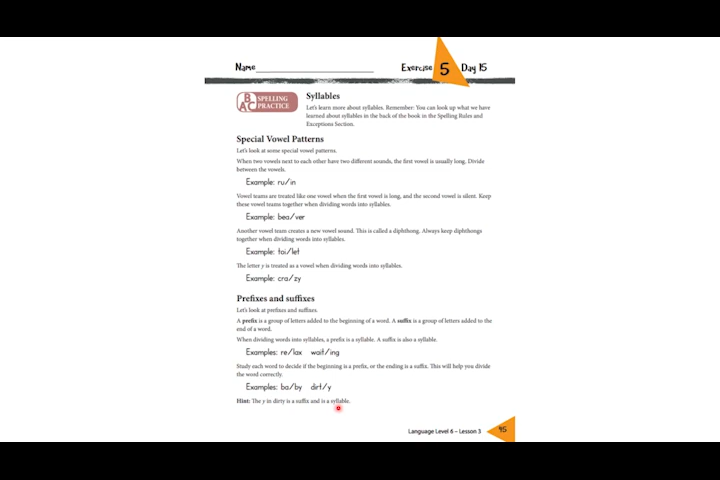 Name
Exercise 5 Day 15
ABC SPELLING PRACTICE
Syllables
Let's learn more about syllables. Remember: You can look up what we have
learned about syllables in the back of the book in the Spelling Rules and
Exceptions Section.
Special Vowel Patterns
Let's look at some special vowel patterns.
When two vowels next to each other have two different sounds, the first vowel is usually long. Divide
between the vowels.
Example: ru/in
Vowel teams are treated like one vowel when the first vowel is long, and the second vowel is silent. Keep
these vowel teams together when dividing words into syllables.
Example: bea/ver
Another vowel team creates a new vowel sound. This is called a diphthong. Always keep diphthongs
together when dividing words into syllables.
Example: toi/let
The letter y is treated as a vowel when dividing words into syllables.
Example: cra/zy
Prefixes and suffixes
Let's look at prefixes and suffixes.
A prefix is a group of letters added to the beginning of a word. A suffix is a group of letters added to the
end of a word.
When dividing words into syllables, a prefix is a syllable. A suffix is also a syllable.
Examples: re/lax wait/ing
Study each word to decide if the beginning is a prefix, or the ending is a suffix. This will help you divide
the word correctly.
Examples: ba/by dirt/y
Hint: The y in dirty is a suffix and is a syllable.
Language Level 6 – Lesson 3 95